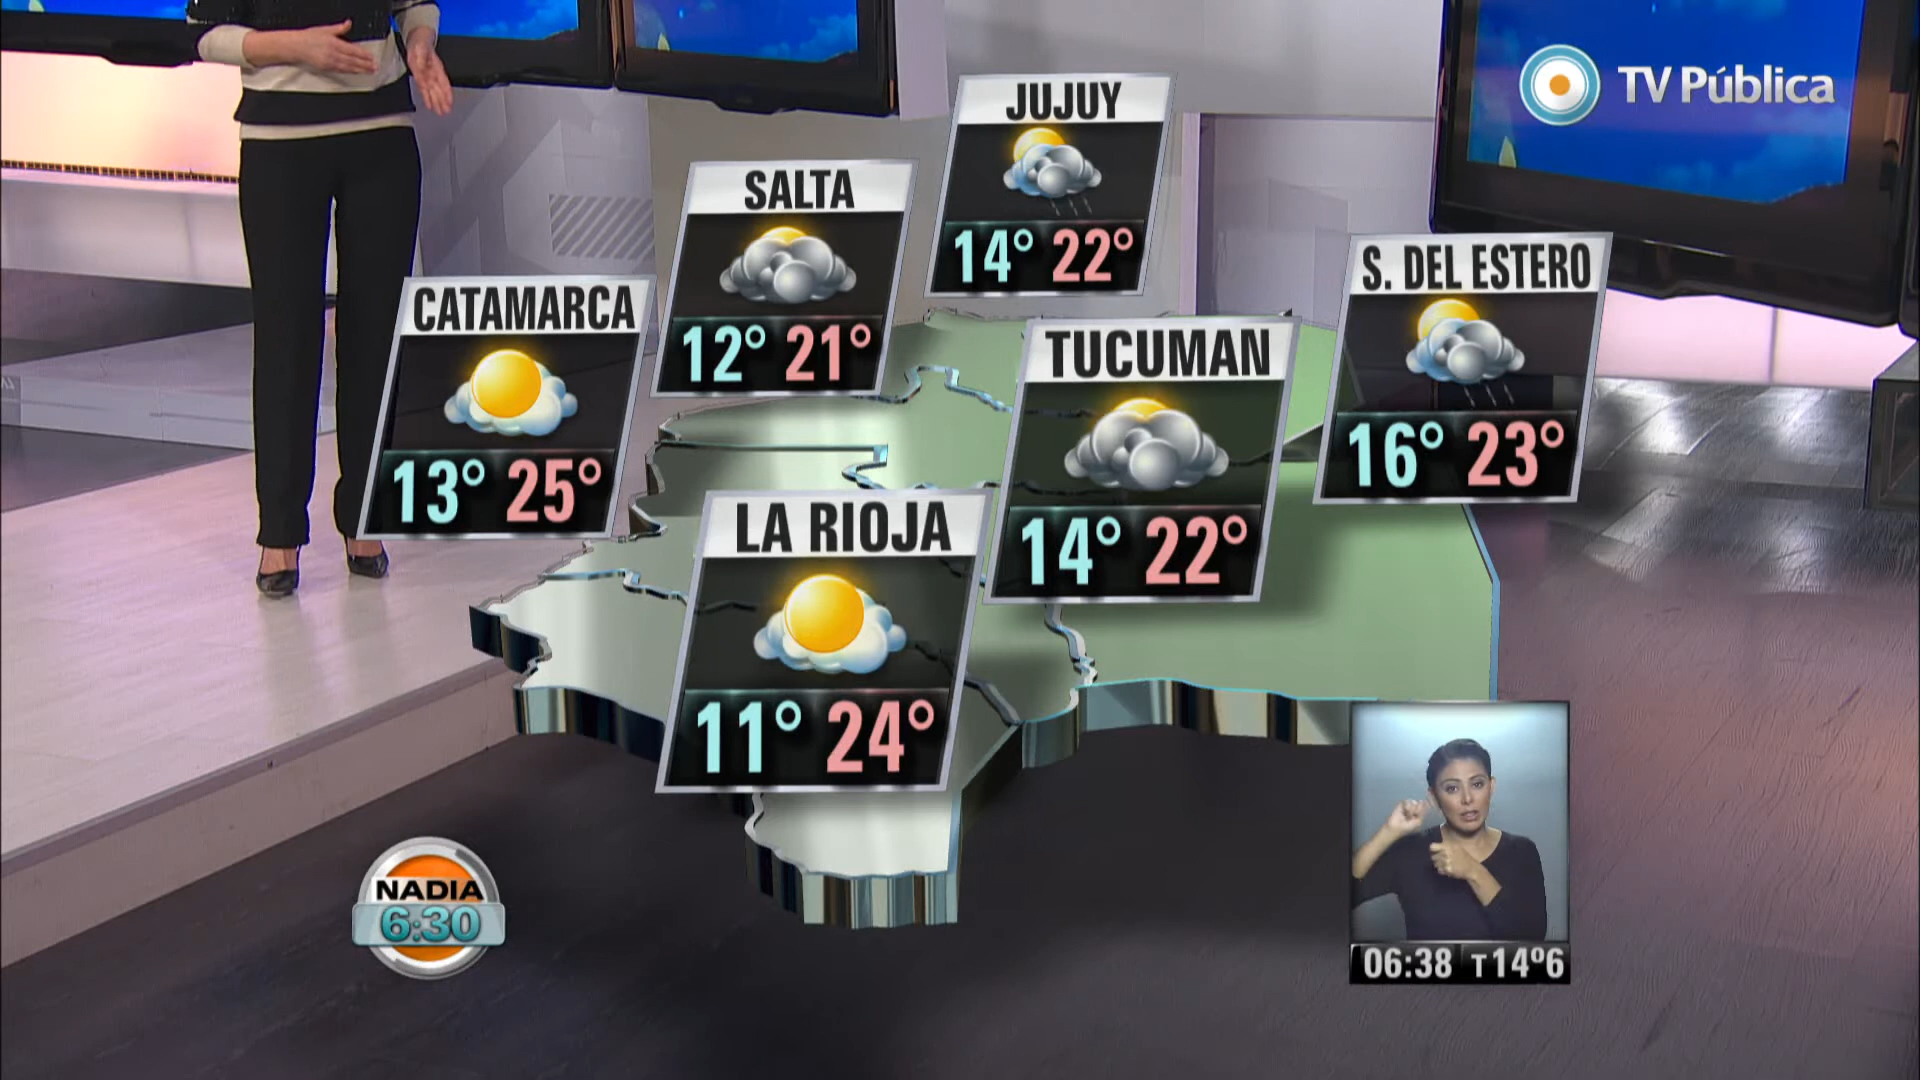 TV Pública
JUJUY
14° 22°
SALTA
12° 21°
S. DEL ESTERO
16° 23°
CATAMARCA
13° 25°
TUCUMAN
14° 22°
LA RIOJA
11° 24°
NADIA
6:30
06:38 T14º6